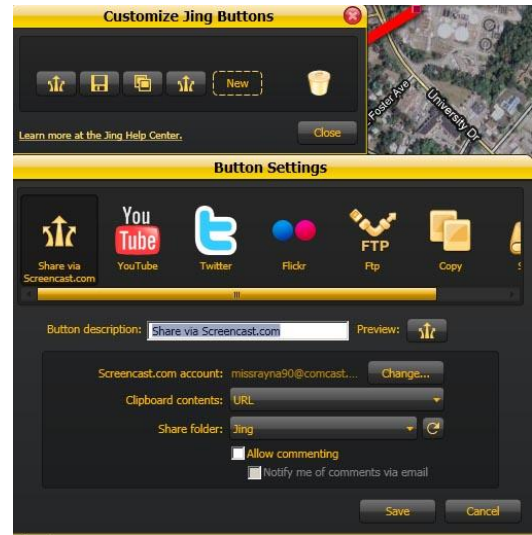 Customize Jing Buttons
New
Learn more at the Jing Help Center.
Close
Foster Ave
University Dr
Button Settings
Share via
Screencast.com
You
Tube
YouTube
Twitter
Flickr
FTP
Ftp
Copy
Button description: Share via Screencast.com Preview:
Screencast.com account: missrayna90@comcast.... Change...
Clipboard contents: URL
Share folder: Jing
Allow commenting
Notify me of comments via email
Save Cancel